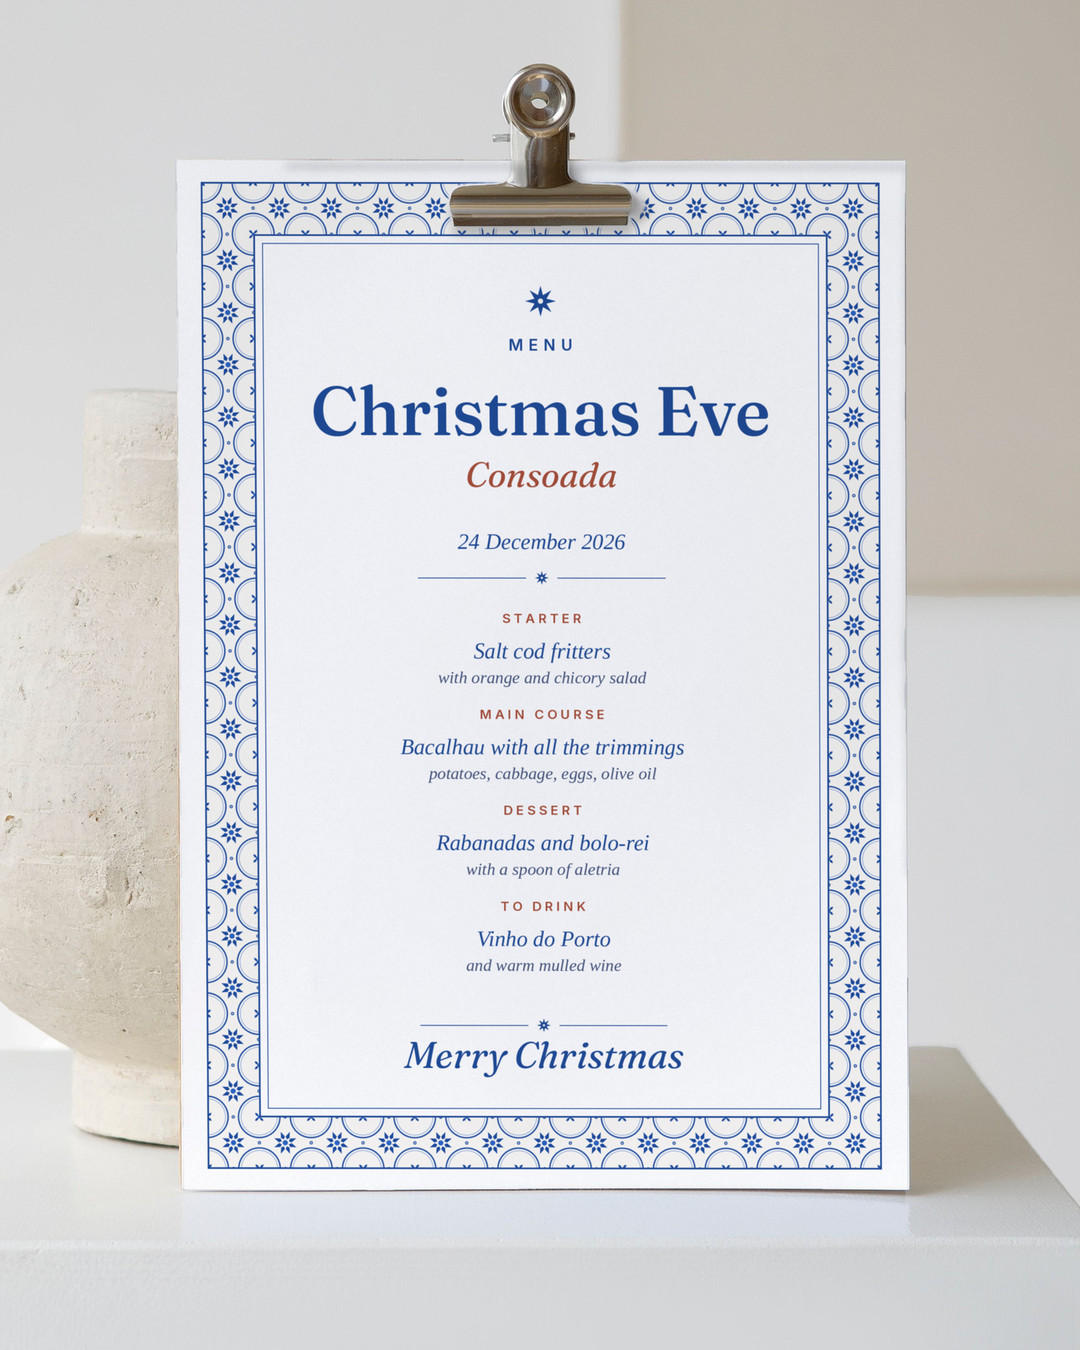 MENU
Christmas Eve
Consoada
24 December 2026
STARTER
Salt cod fritters
with orange and chicory salad
MAIN COURSE
Bacalhau with all the trimmings
potatoes, cabbage, eggs, olive oil
DESSERT
Rabanadas and bolo-rei
with a spoon of aletria
TO DRINK
Vinho do Porto
and warm mulled wine
Merry Christmas